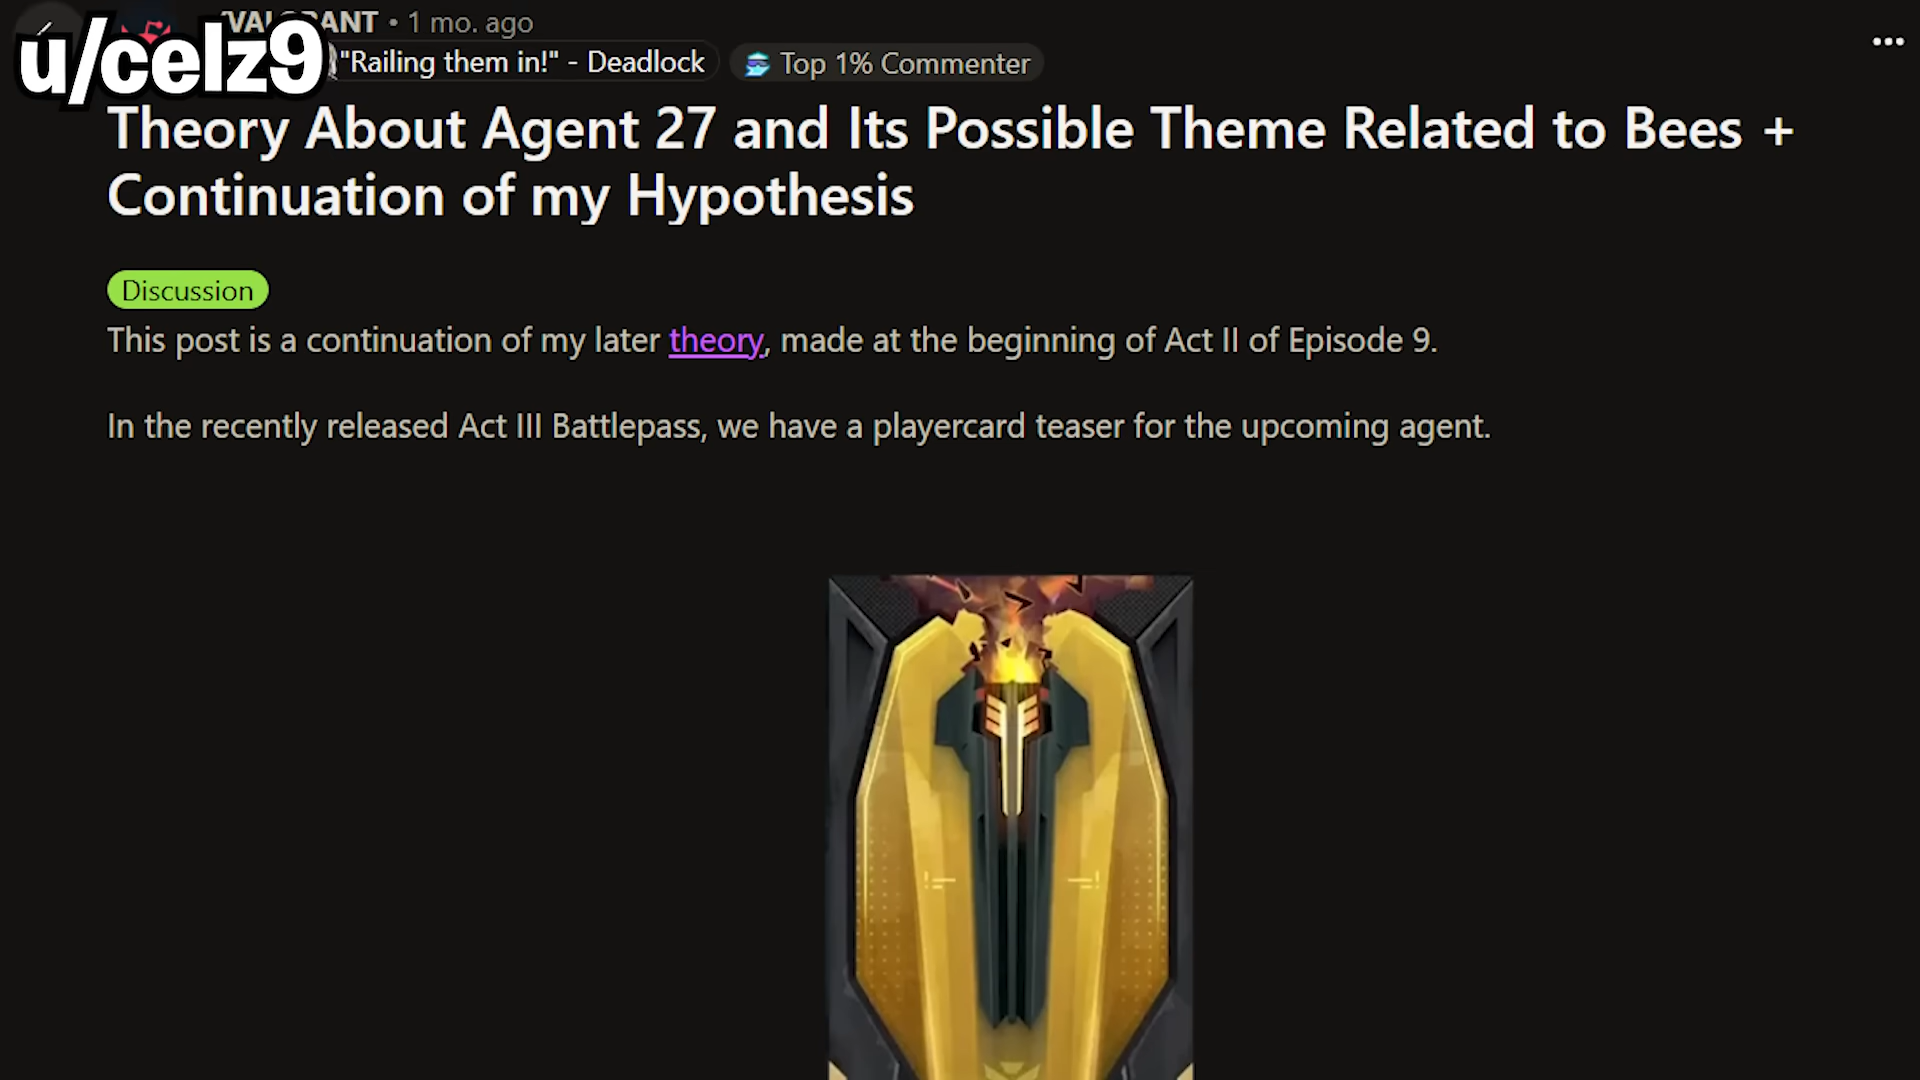 VALORANT • 1 mo. ago
u/celz9
"Railing them in!" - Deadlock
Top 1% Commenter
Theory About Agent 27 and Its Possible Theme Related to Bees +
Continuation of my Hypothesis
Discussion
This post is a continuation of my later theory, made at the beginning of Act II of Episode 9.
In the recently released Act III Battlepass, we have a playercard teaser for the upcoming agent.